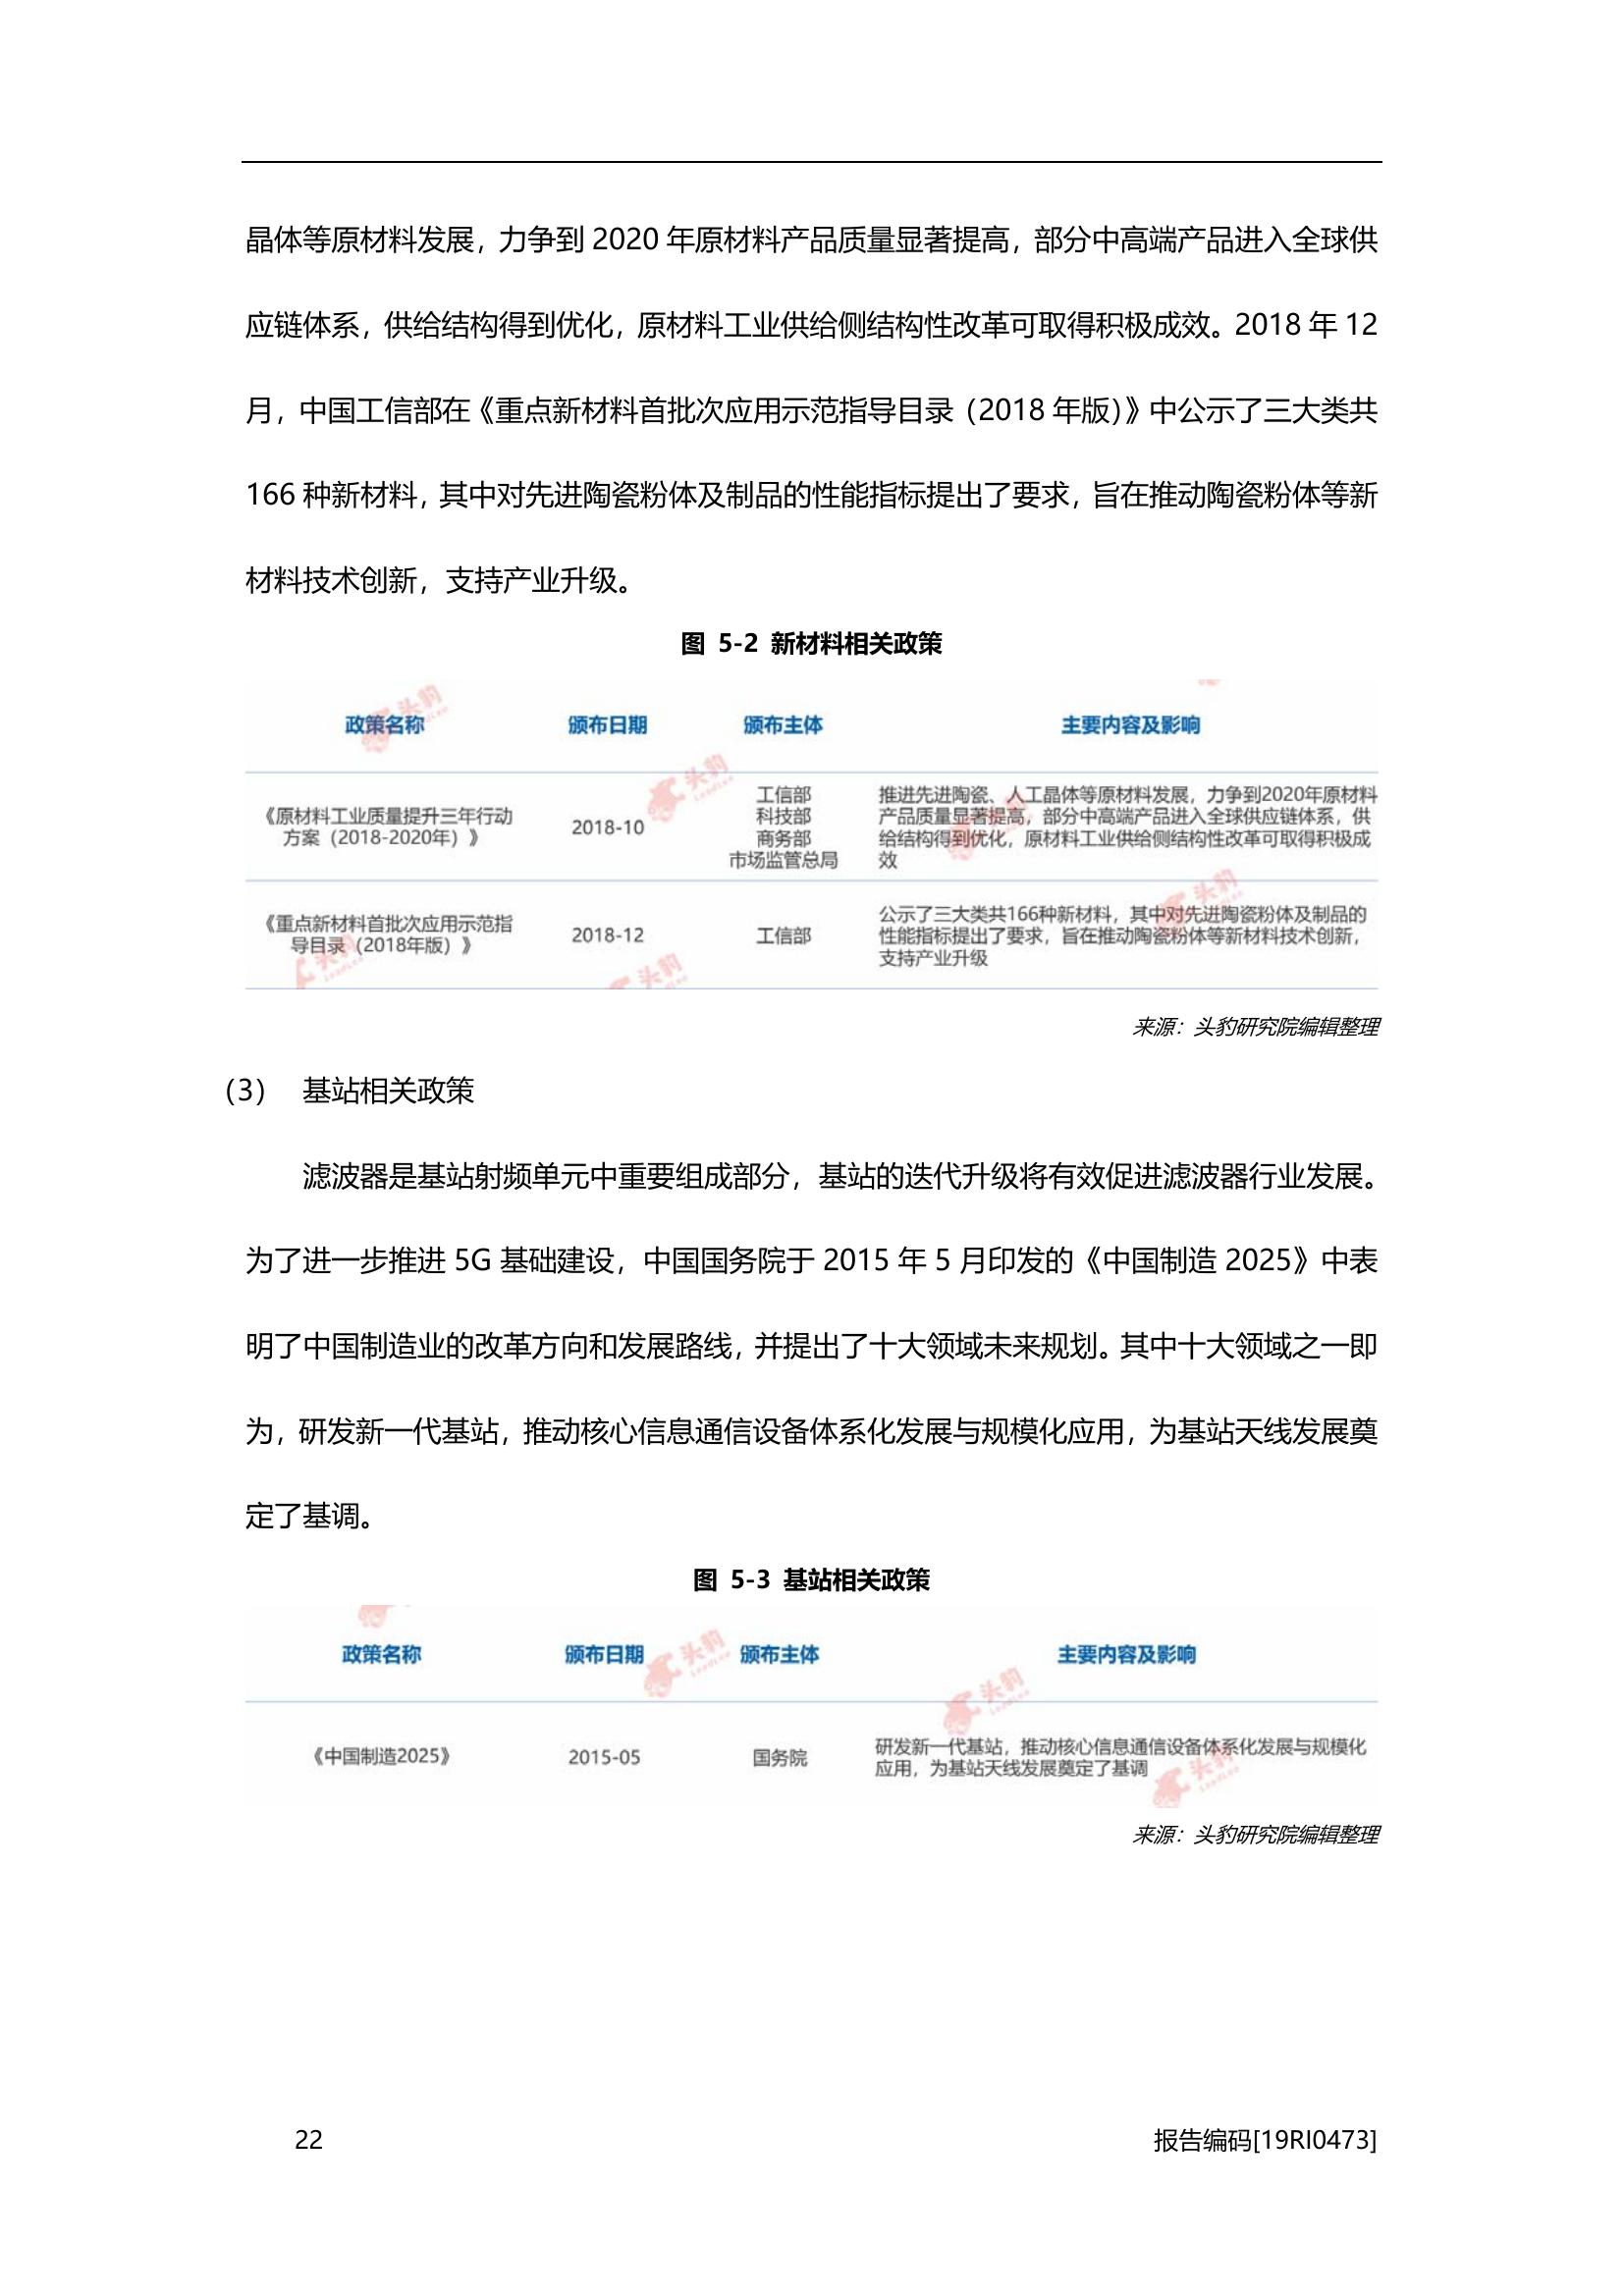 晶体等原材料发展，力争到 2020 年原材料产品质量显著提高，部分中高端产品进入全球供
应链体系，供给结构得到优化，原材料工业供给侧结构性改革可取得积极成效。2018 年 12
月，中国工信部在《重点新材料首批次应用示范指导目录（2018 年版）》中公示了三大类共
166 种新材料，其中对先进陶瓷粉体及制品的性能指标提出了要求，旨在推动陶瓷粉体等新
材料技术创新，支持产业升级。
图 5-2 新材料相关政策
政策名称 颁布日期 颁布主体 主要内容及影响
《原材料工业质量提升三年行动
方案（2018-2020年）》
2018-10
工信部
科技部
商务部
市场监管总局
推进先进陶瓷、人工晶体等原材料发展，力争到2020年原材料
产品质量显著提高，部分中高端产品进入全球供应链体系，供
给结构得到优化，原材料工业供给侧结构性改革可取得积极成
效
《重点新材料首批次应用示范指
导目录（2018年版）》
2018-12
工信部
公示了三大类共166种新材料，其中对先进陶瓷粉体及制品的
性能指标提出了要求，旨在推动陶瓷粉体等新材料技术创新，
支持产业升级
来源：头豹研究院编辑整理
（3） 基站相关政策
滤波器是基站射频单元中重要组成部分，基站的迭代升级将有效促进滤波器行业发展。
为了进一步推进 5G 基础建设，中国国务院于 2015 年 5 月印发的《中国制造 2025》中表
明了中国制造业的改革方向和发展路线，并提出了十大领域未来规划。其中十大领域之一即
为，研发新一代基站，推动核心信息通信设备体系化发展与规模化应用，为基站天线发展奠
定了基调。
图 5-3 基站相关政策
政策名称 颁布日期 颁布主体 主要内容及影响
《中国制造2025》
2015-05
国务院
研发新一代基站，推动核心信息通信设备体系化发展与规模化
应用，为基站天线发展奠定了基调
来源：头豹研究院编辑整理
22 报告编码[19RI0473]